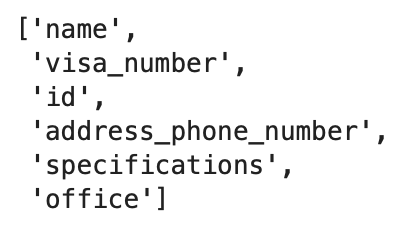 ['name',
'visa_number',
'id',
'address_phone_number',
'specifications',
'office']